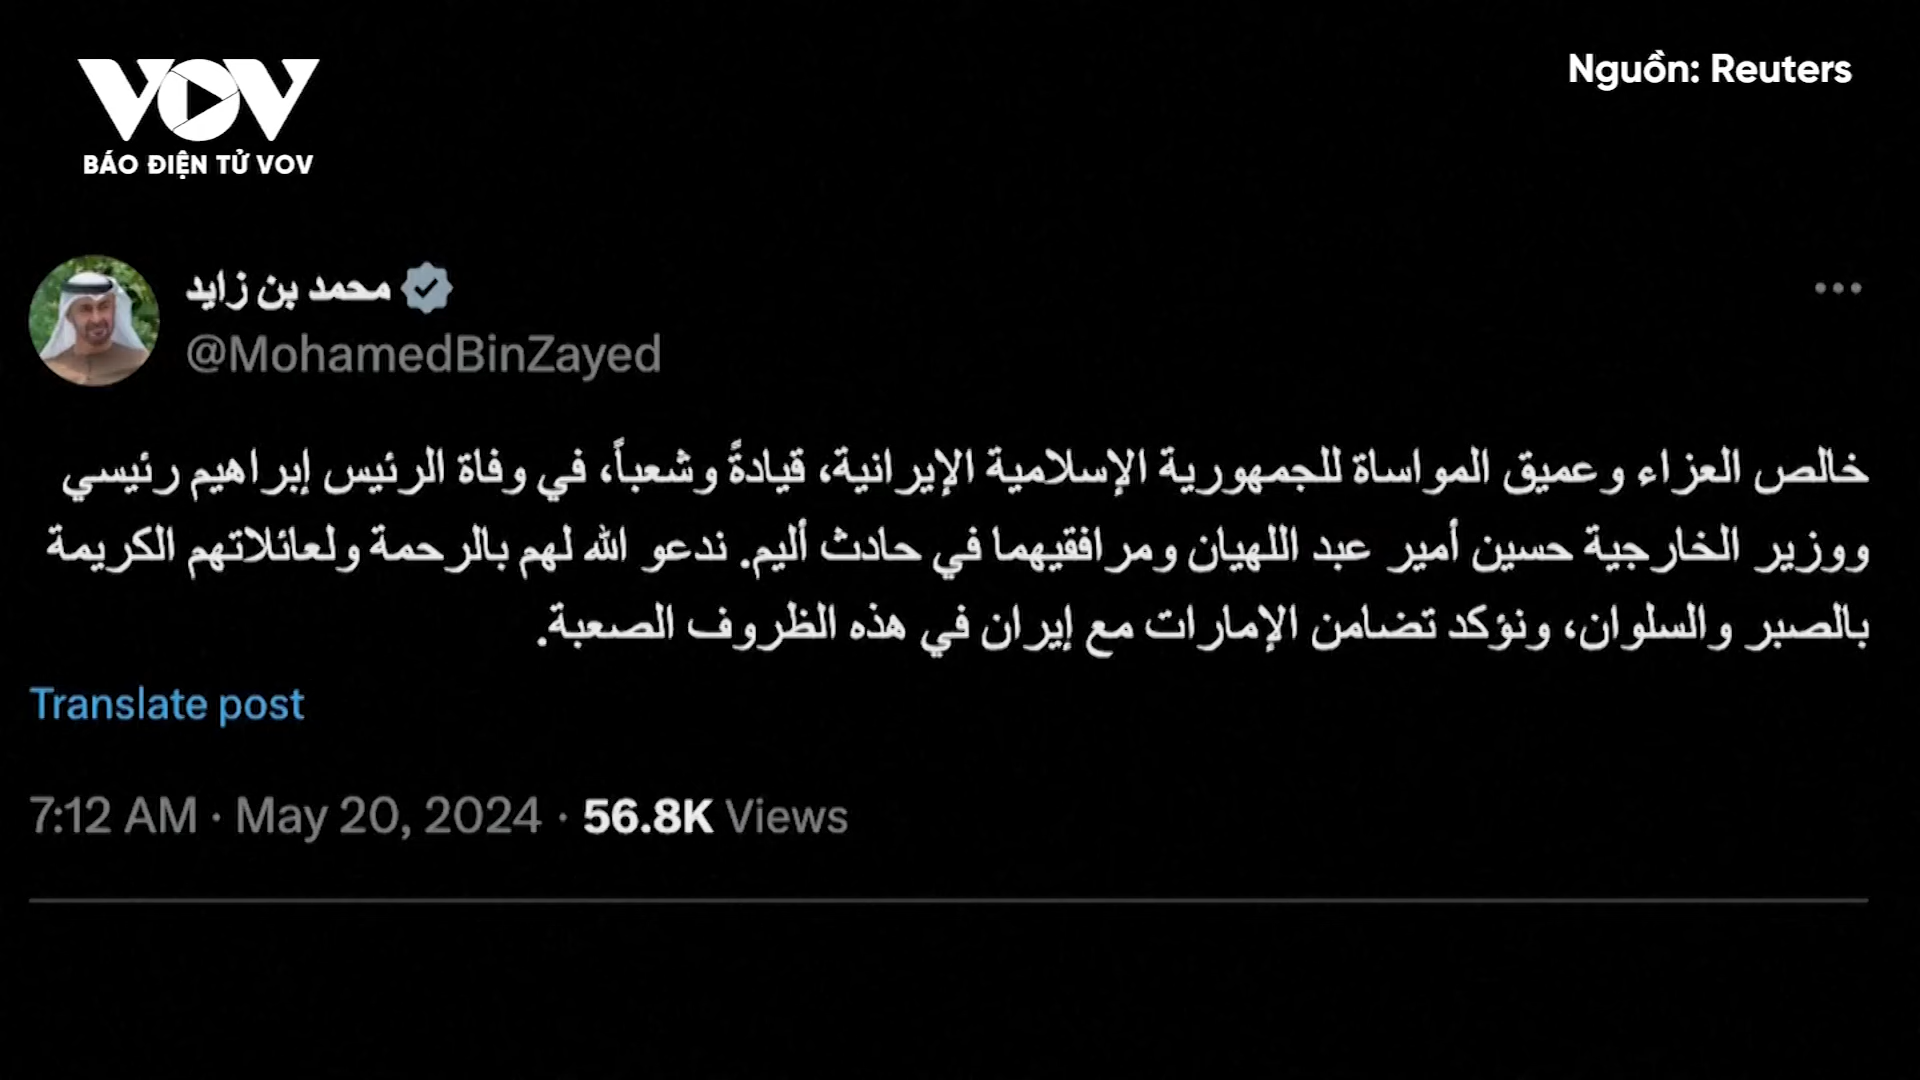 VOV
BÁO ĐIỆN TỬ VOV
Nguồn: Reuters
محمد بن زايد
@MohamedBinZayed
خالص العزاء وعميق المواساة للجمهورية الإسلامية الإيرانية، قيادةً وشعباً، في وفاة الرئيس إبراهيم رئيسي
ووزير الخارجية حسين أمير عبد اللهيان ومرافقيهما في حادث أليم. ندعو الله لهم بالرحمة ولعائلاتهم الكريمة
بالصبر والسلوان، ونؤكد تضامن الإمارات مع إيران في هذه الظروف الصعبة.
Translate post
7:12 AM · May 20, 2024 · 56.8K Views